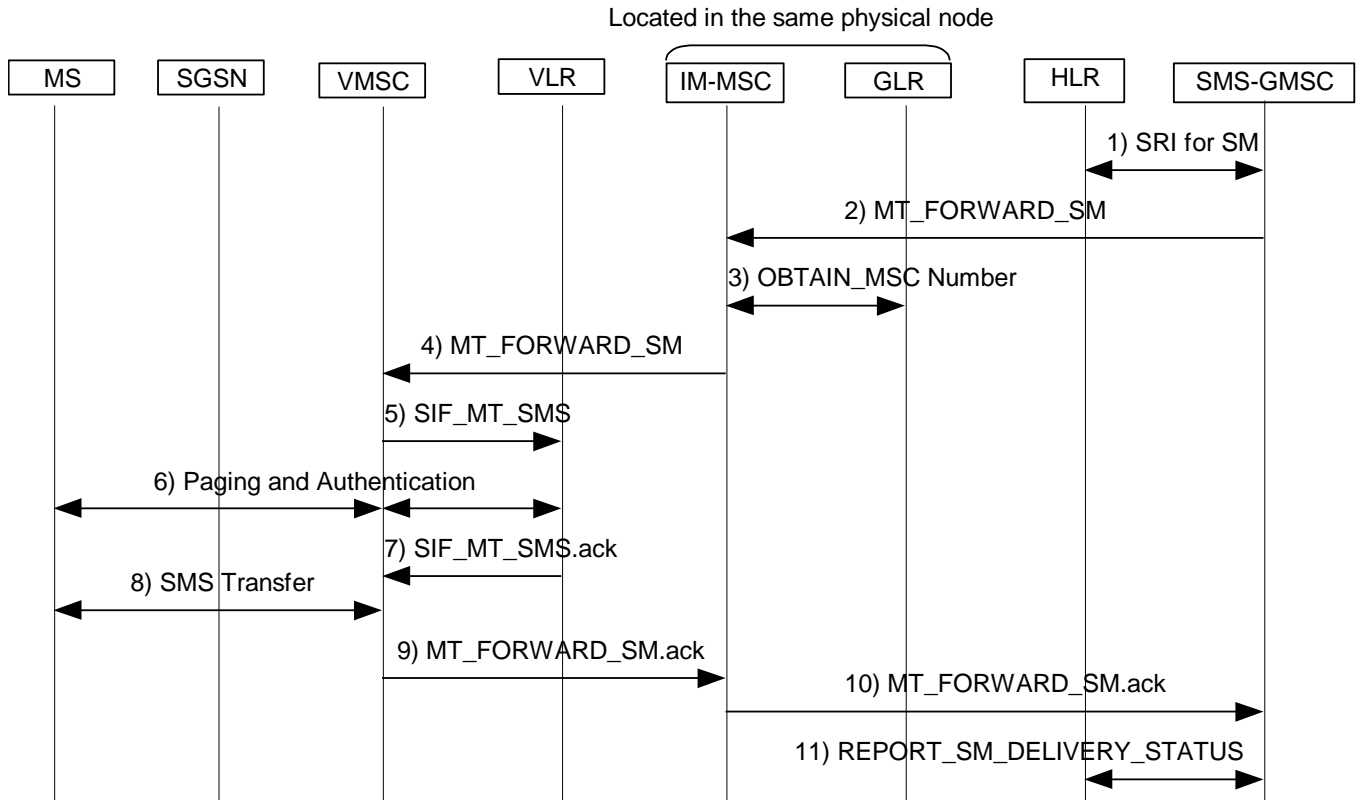 Located in the same physical node
MS
SGSN
VMSC
VLR
IM-MSC
GLR
HLR
SMS-GMSC
1) SRI for SM
2) MT_FORWARD_SM
3) OBTAIN_MSC Number
4) MT_FORWARD_SM
5) SIF_MT_SMS
6) Paging and Authentication
7) SIF_MT_SMS.ack
8) SMS Transfer
9) MT_FORWARD_SM.ack
10) MT_FORWARD_SM.ack
11) REPORT_SM_DELIVERY_STATUS